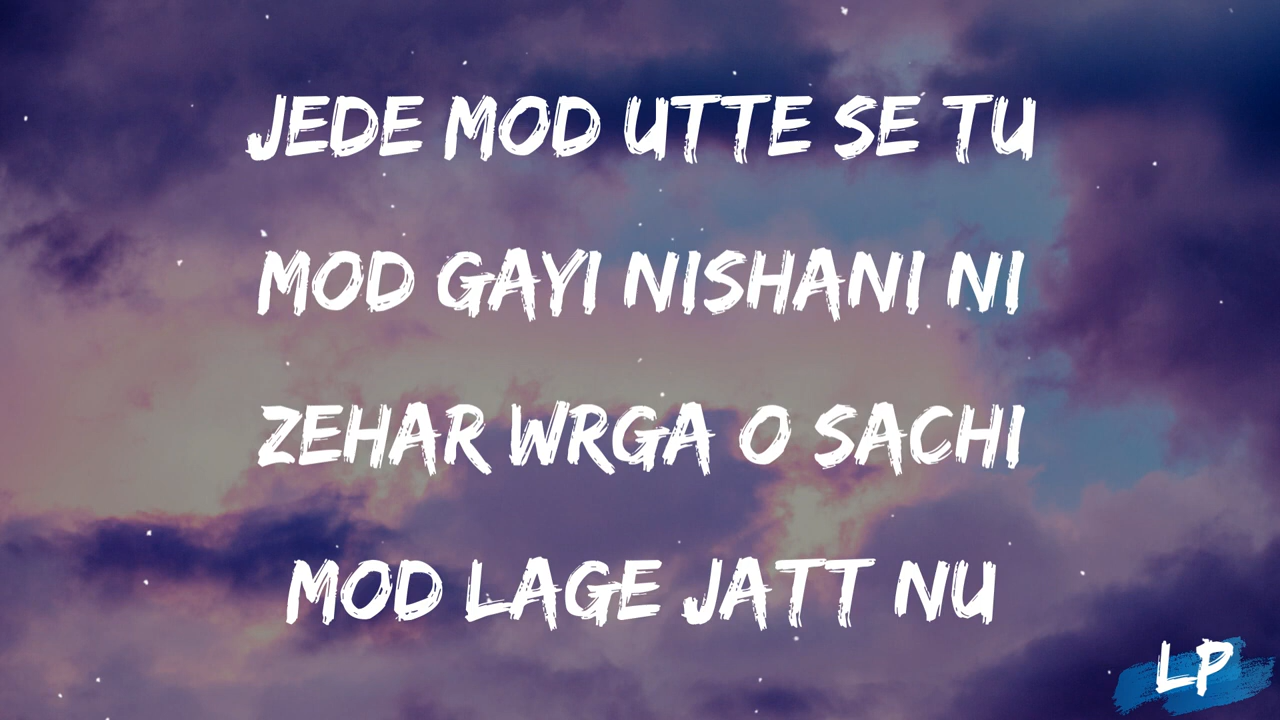 JEDE MOD UTTE SE TU
MOD GAYI NISHANI NI
ZEHAR WRGA O SACHI
MOD LAGE JATT NU
LP